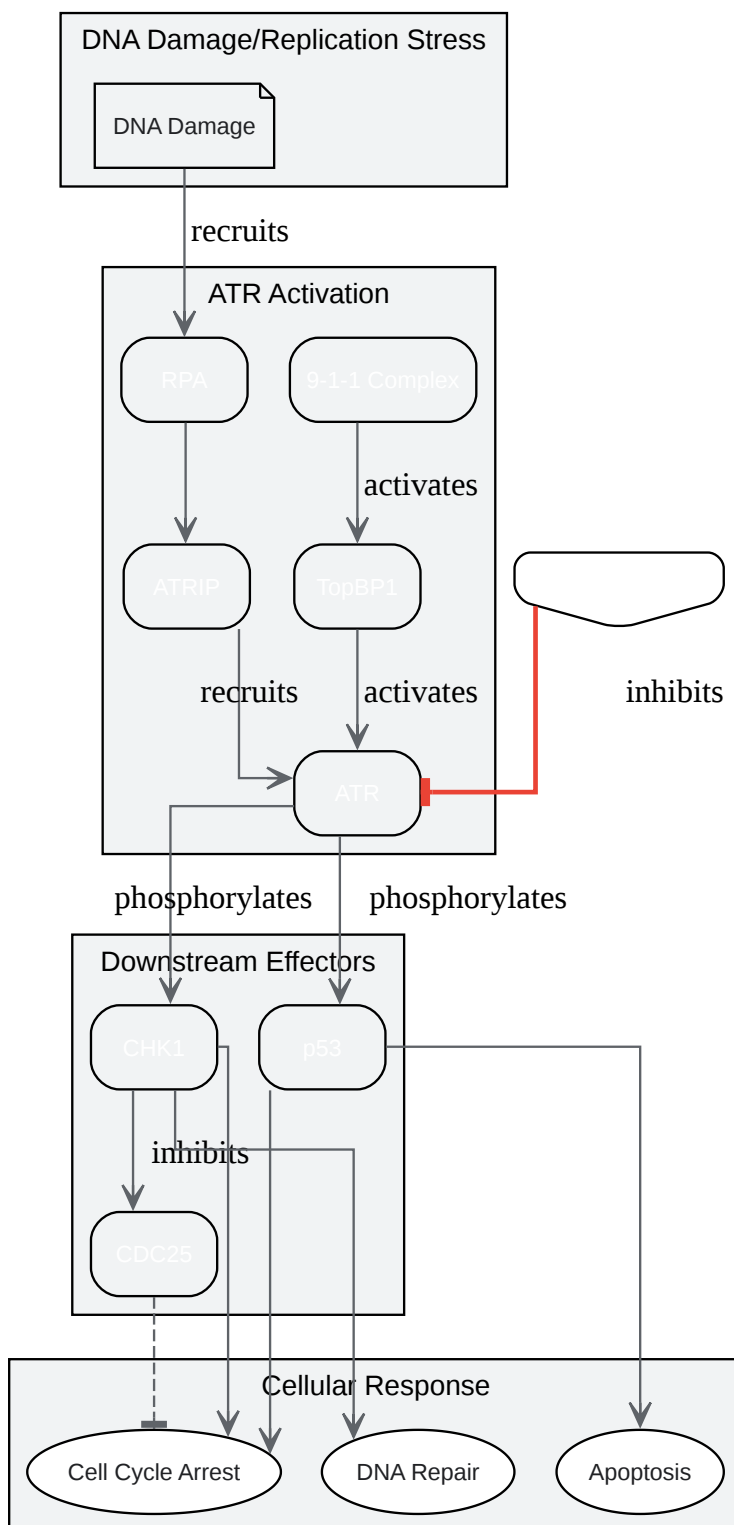 DNA Damage/Replication Stress
DNA Damage
recruits
ATR Activation
RPA
9-1-1 Complex
activates
ATRIP
TopBP1
recruits
activates
inhibits
ATR
phosphorylates
phosphorylates
Downstream Effectors
CHK1
p53
inhibits
CDC25
Cellular Response
Cell Cycle Arrest
DNA Repair
Apoptosis